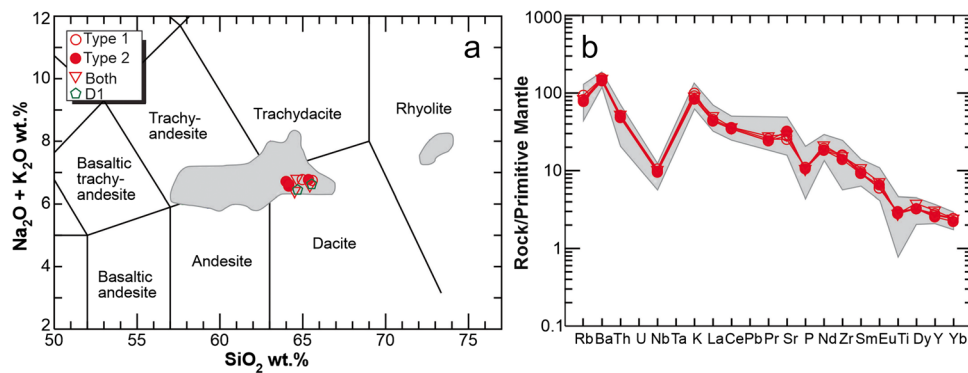 12
10
8
6
4
2
Na2O + K2O wt.%
Type 1
Type 2
Both
D1
a
Trachy-
andesite
Trachydacite
Rhyolite
Basaltic
trachy-
andesite
Dacite
Andesite
Basaltic
andesite
50 55 60 65 70 75
SiO2 wt.%
b
Rock/Primitive Mantle
1000
100
10
1
0.1
Rb Ba Th U Nb Ta K La Ce Pb Pr Sr P Nd Zr Sm Eu Ti Dy Y Yb